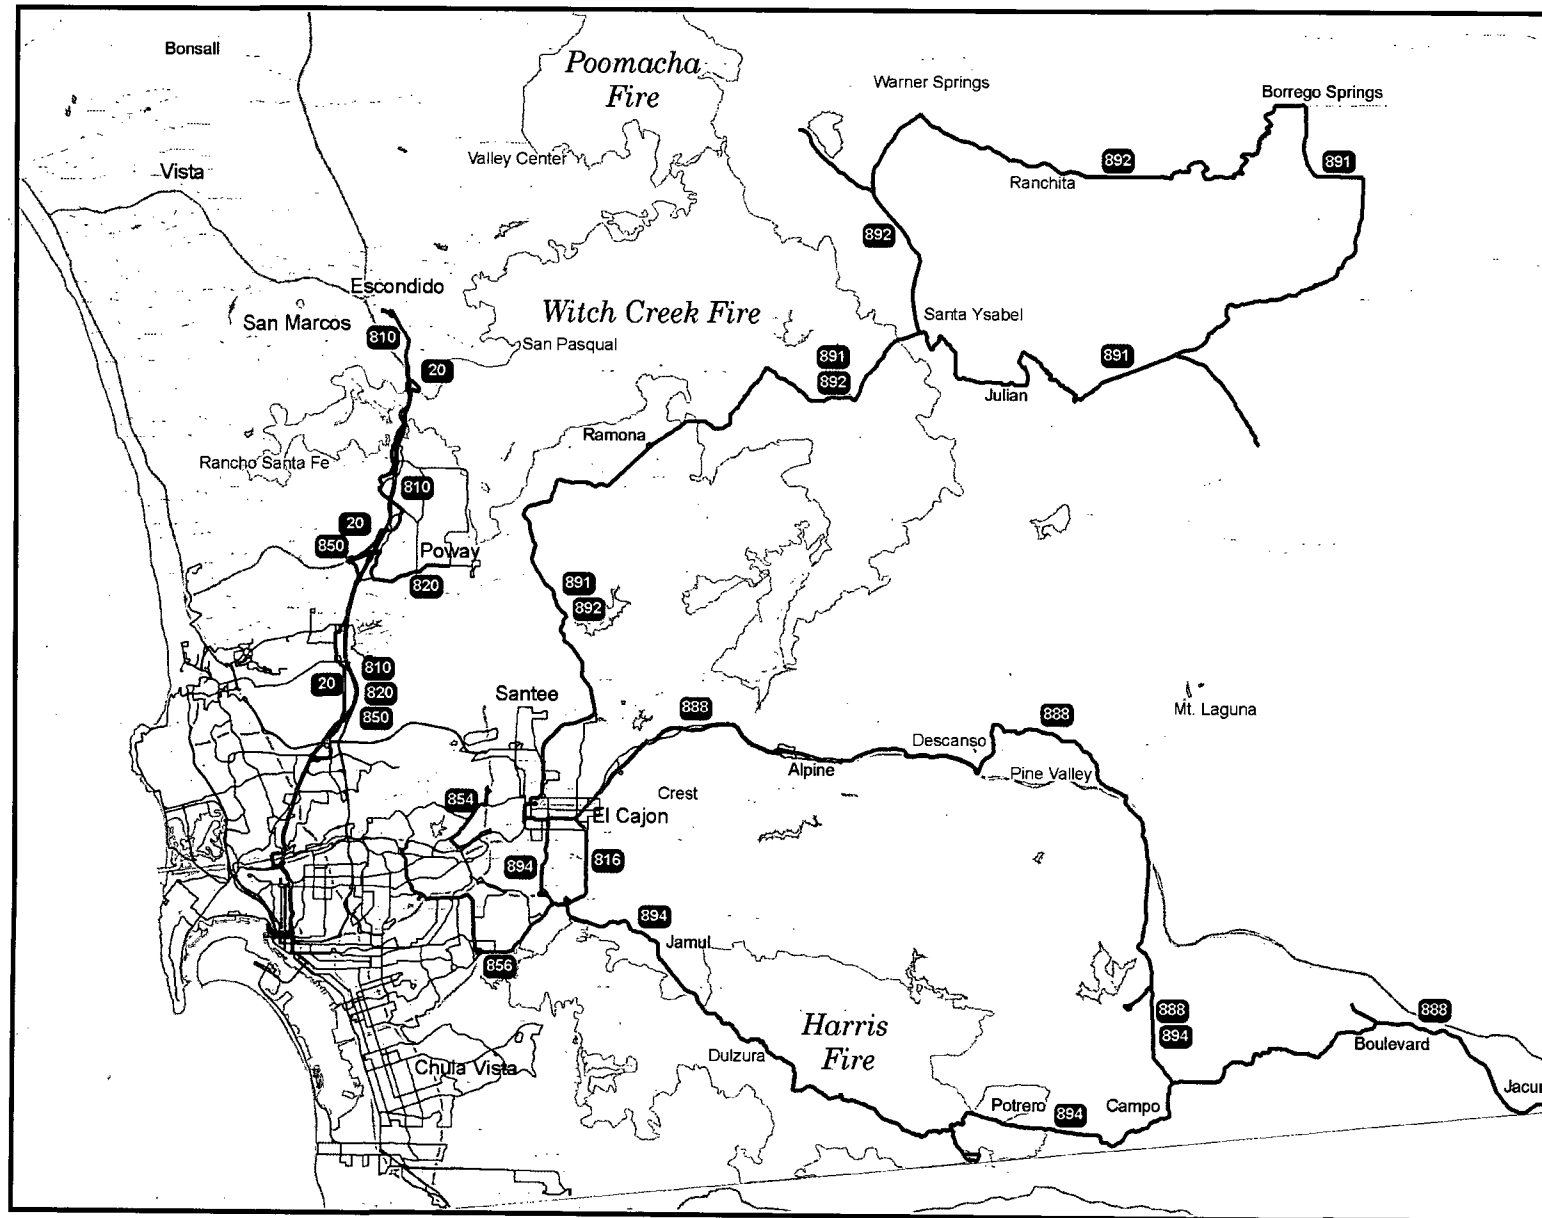 Bonsall
Poomacha
Fire
Warner Springs
Borrego Springs
Valley Center
892
891
Vista
Ranchita
892
Escondido
Witch Creek Fire
Santa Ysabel
San Marcos
810
San Pasqual
891
891
20
892
Julian
Ramona
Rancho Santa Fe
810
20
850
Poway
820
891
892
810
20
820
850
Santee
888
888
Mt. Laguna
Descanso
Alpine
Pine Valley
854
Crest
El Cajon
894
816
894
Jamul
856
Harris
Fire
888
888
894
Dulzura
Boulevard
Chula Vista
Jacum
Potrero
894
Campo